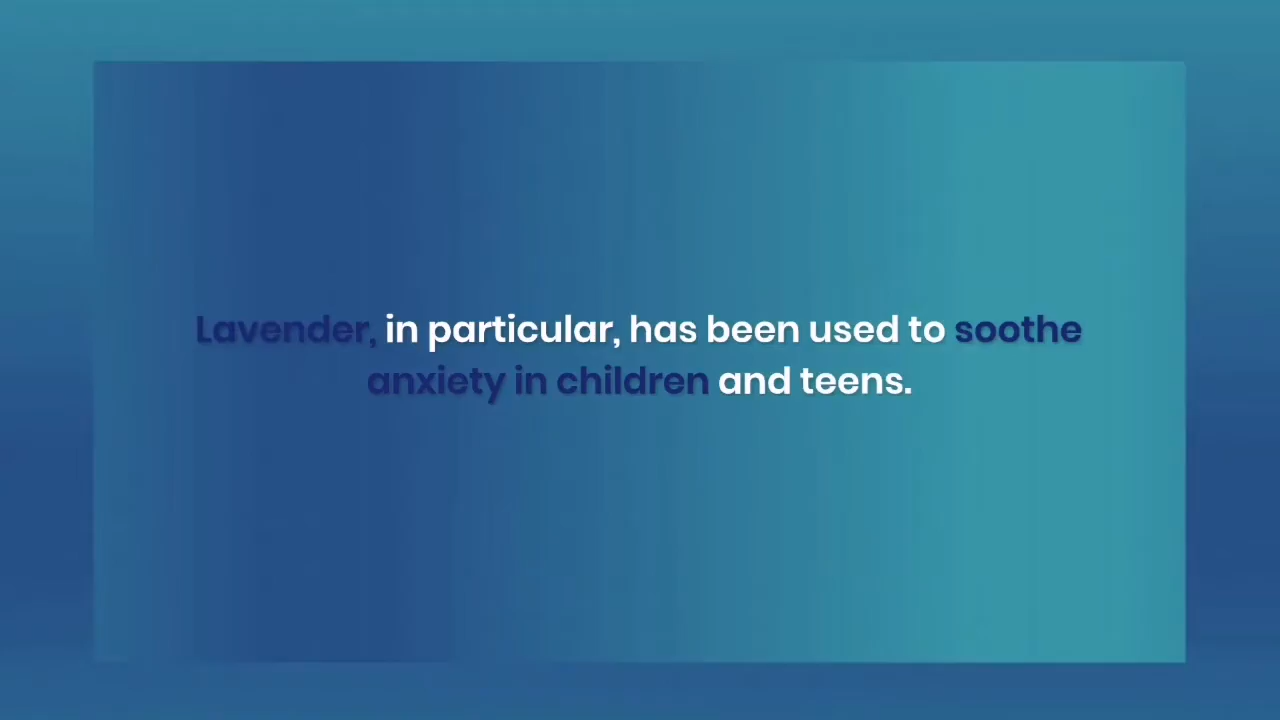 Lavender, in particular, has been used to soothe
anxiety in children and teens.